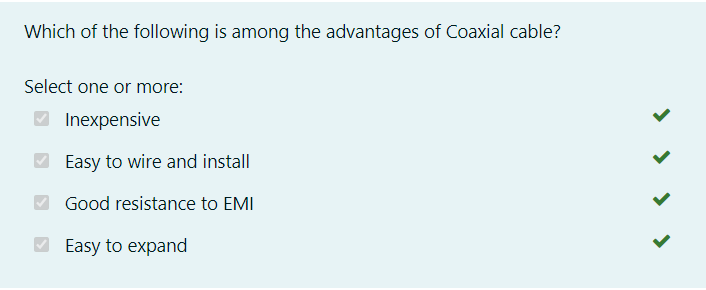 Which of the following is among the advantages of Coaxial cable?
Select one or more:
Inexpensive
Easy to wire and install
Good resistance to EMI
Easy to expand